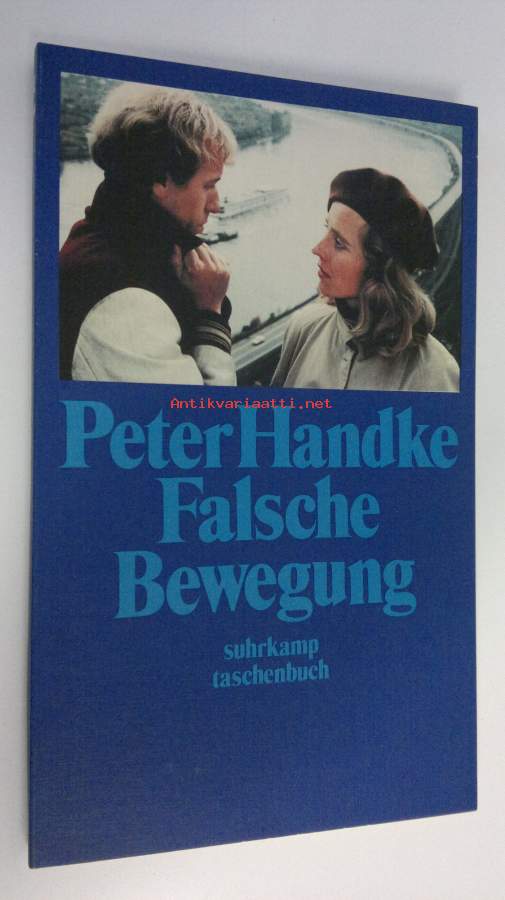 Antikvariaatti.net
Peter Handke
Falsche
Bewegung
suhrkamp
taschenbuch